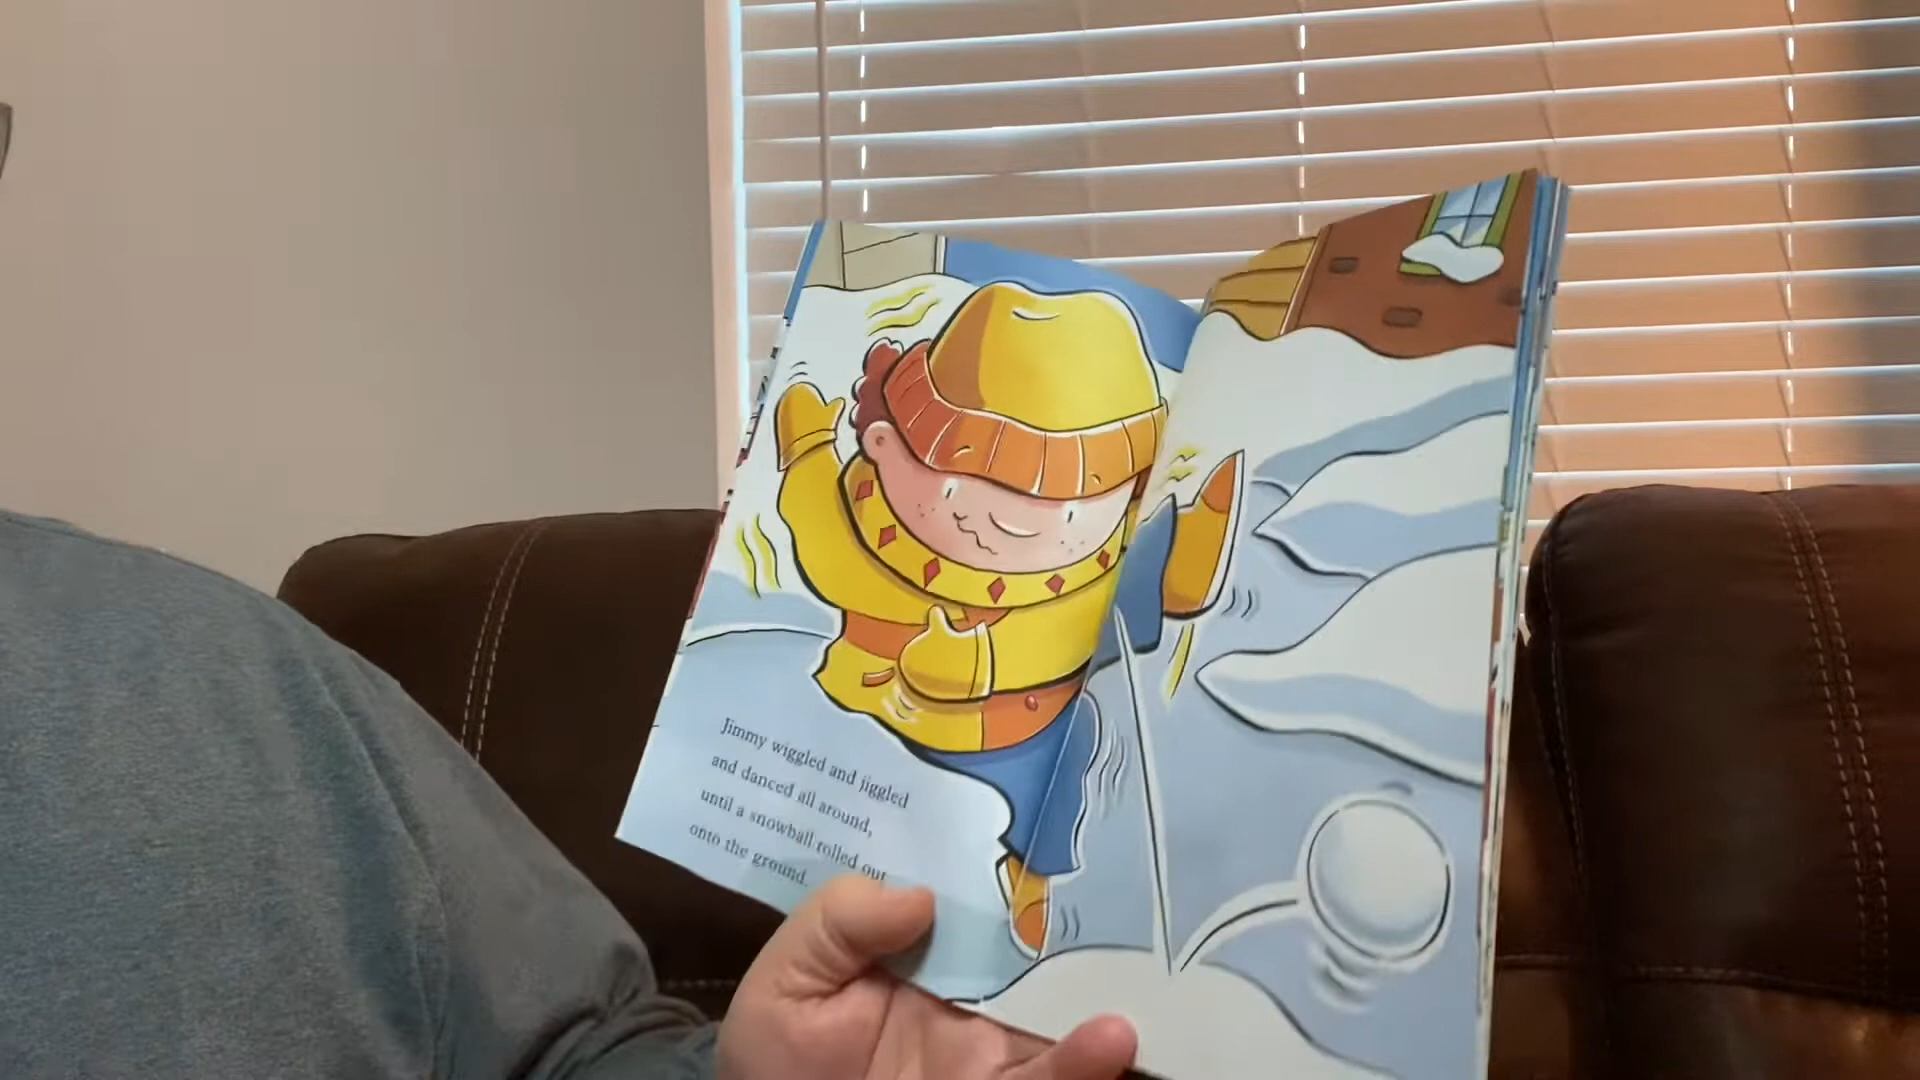 Jimmy wiggled and jiggled
and danced all around,
until a snowball rolled out
onto the ground.